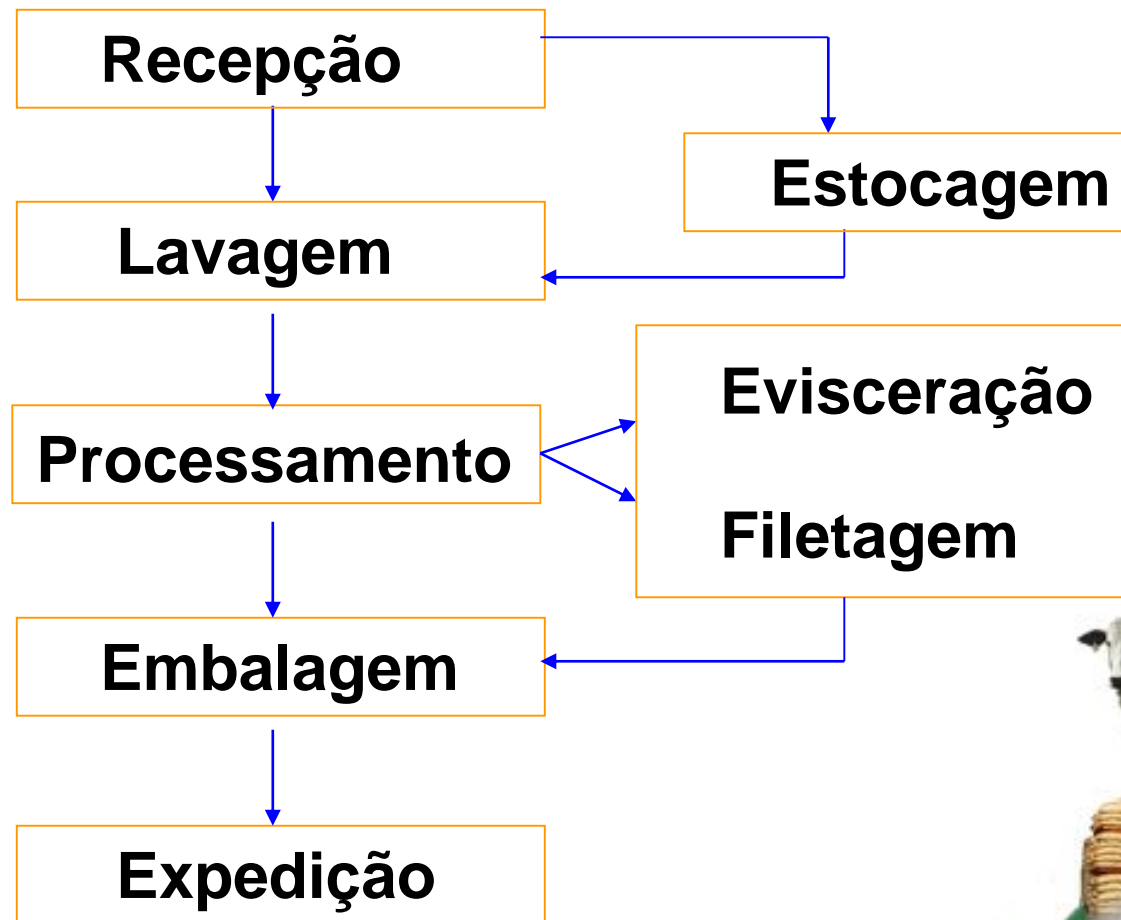 Recepção
Estocagem
Lavagem
Evisceração
Processamento
Filetagem
Embalagem
Expedição